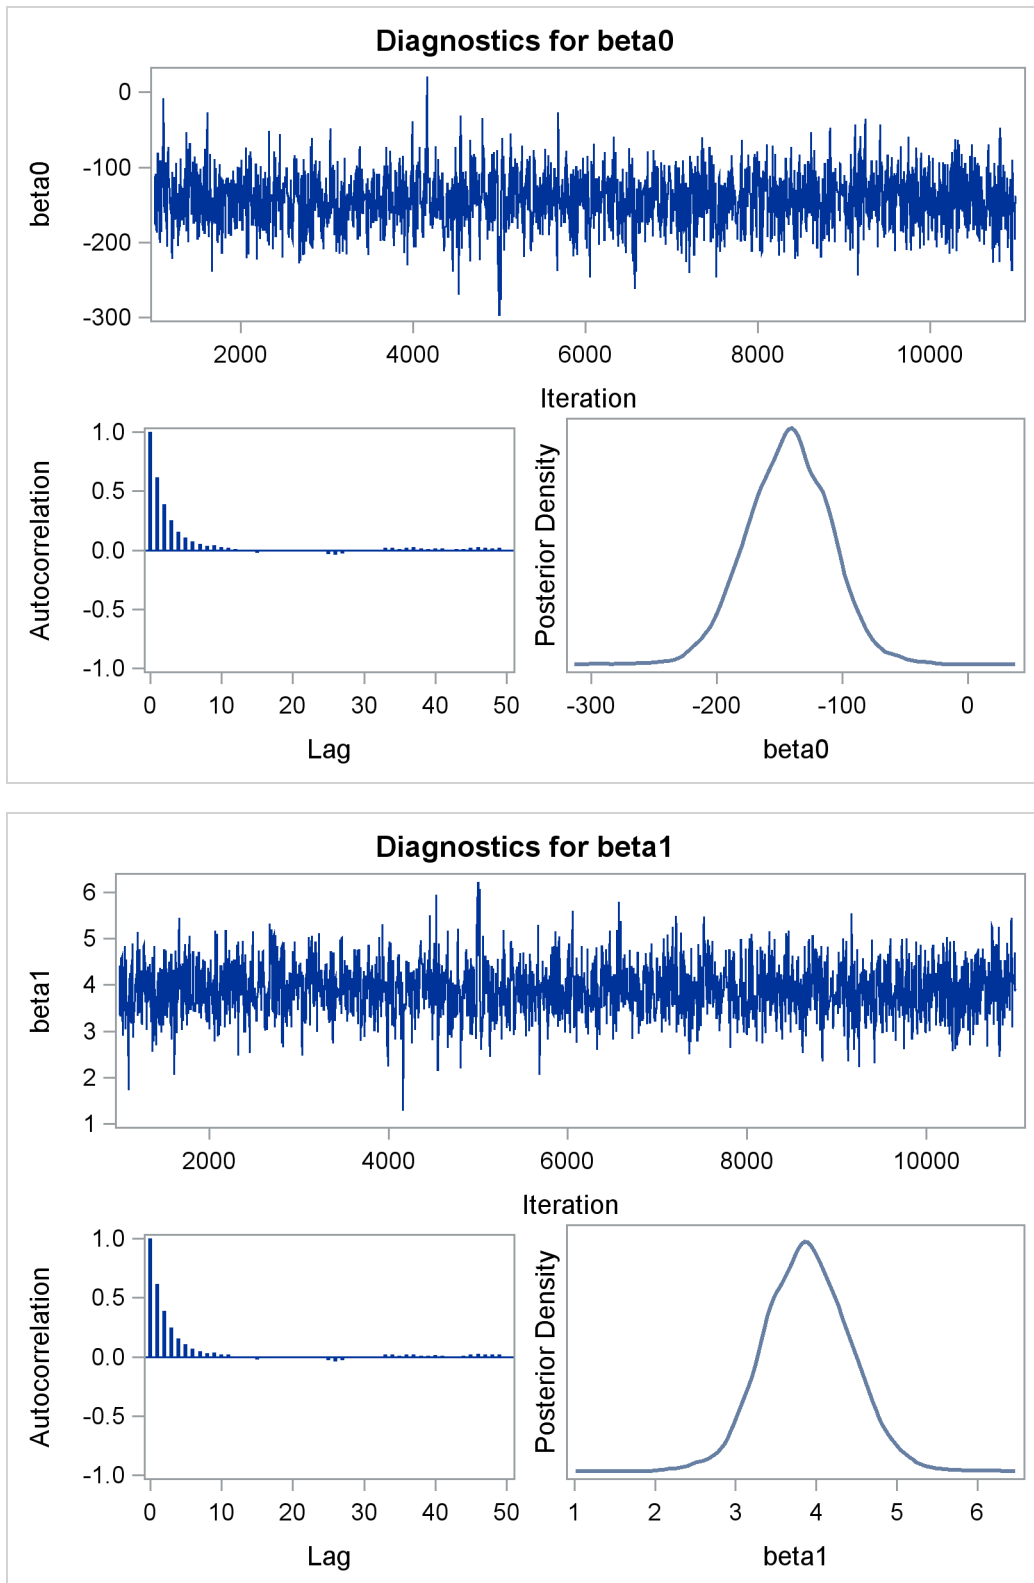 Diagnostics for beta0
beta0
0
-100
-200
-300
2000 4000 6000 8000 10000
Iteration
Autocorrelation
1.0
0.5
0.0
-0.5
-1.0
0 10 20 30 40 50
Lag
Posterior Density
-300 -200 -100 0
beta0
Diagnostics for beta1
beta1
6
5
4
3
2
1
2000 4000 6000 8000 10000
Iteration
Autocorrelation
1.0
0.5
0.0
-0.5
-1.0
0 10 20 30 40 50
Lag
Posterior Density
1 2 3 4 5 6
beta1